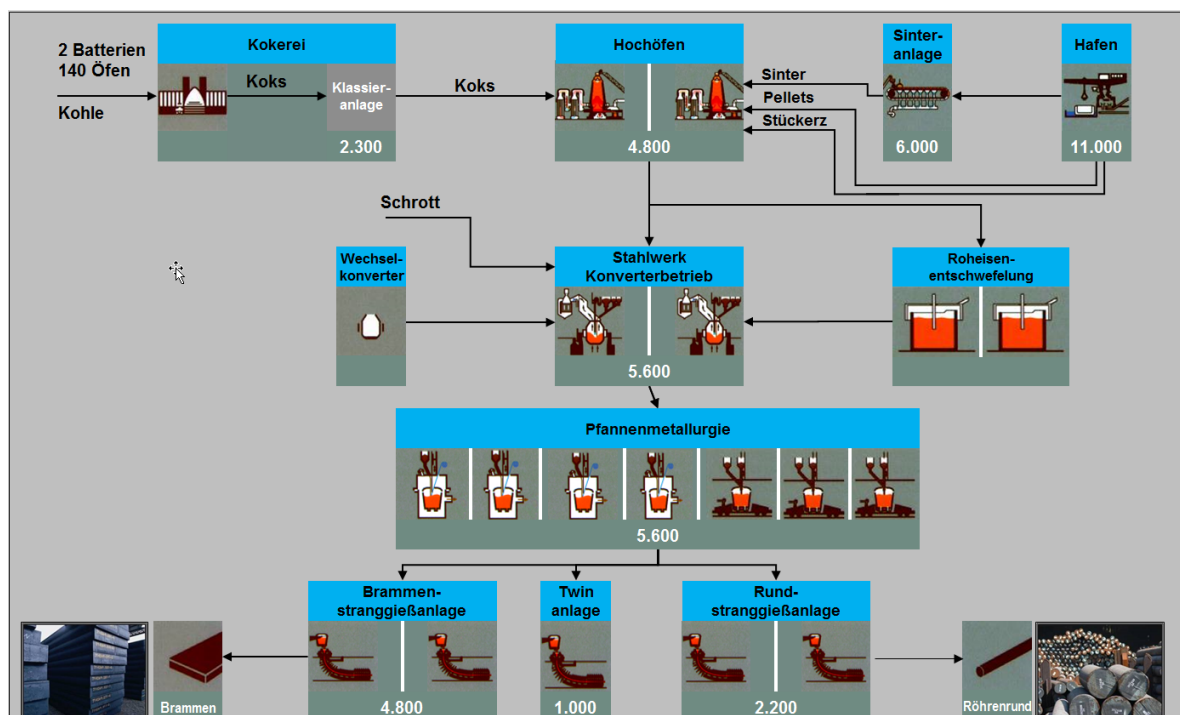 2 Batterien
140 Öfen
Kohle
Kokerei
Koks
Klassier-
anlage
2.300
Koks
Hochöfen
4.800
Sinter
Pellets
Stückerz
Sinter-
anlage
6.000
Hafen
11.000
Schrott
Wechsel-
konverter
Stahlwerk
Konverterbetrieb
5.600
Roheisen-
entschwefelung
Pfannenmetallurgie
5.600
Brammen-
stranggießanlage
4.800
Twin
anlage
1.000
Rund-
stranggießanlage
2.200
Brammen
Röhrenrund